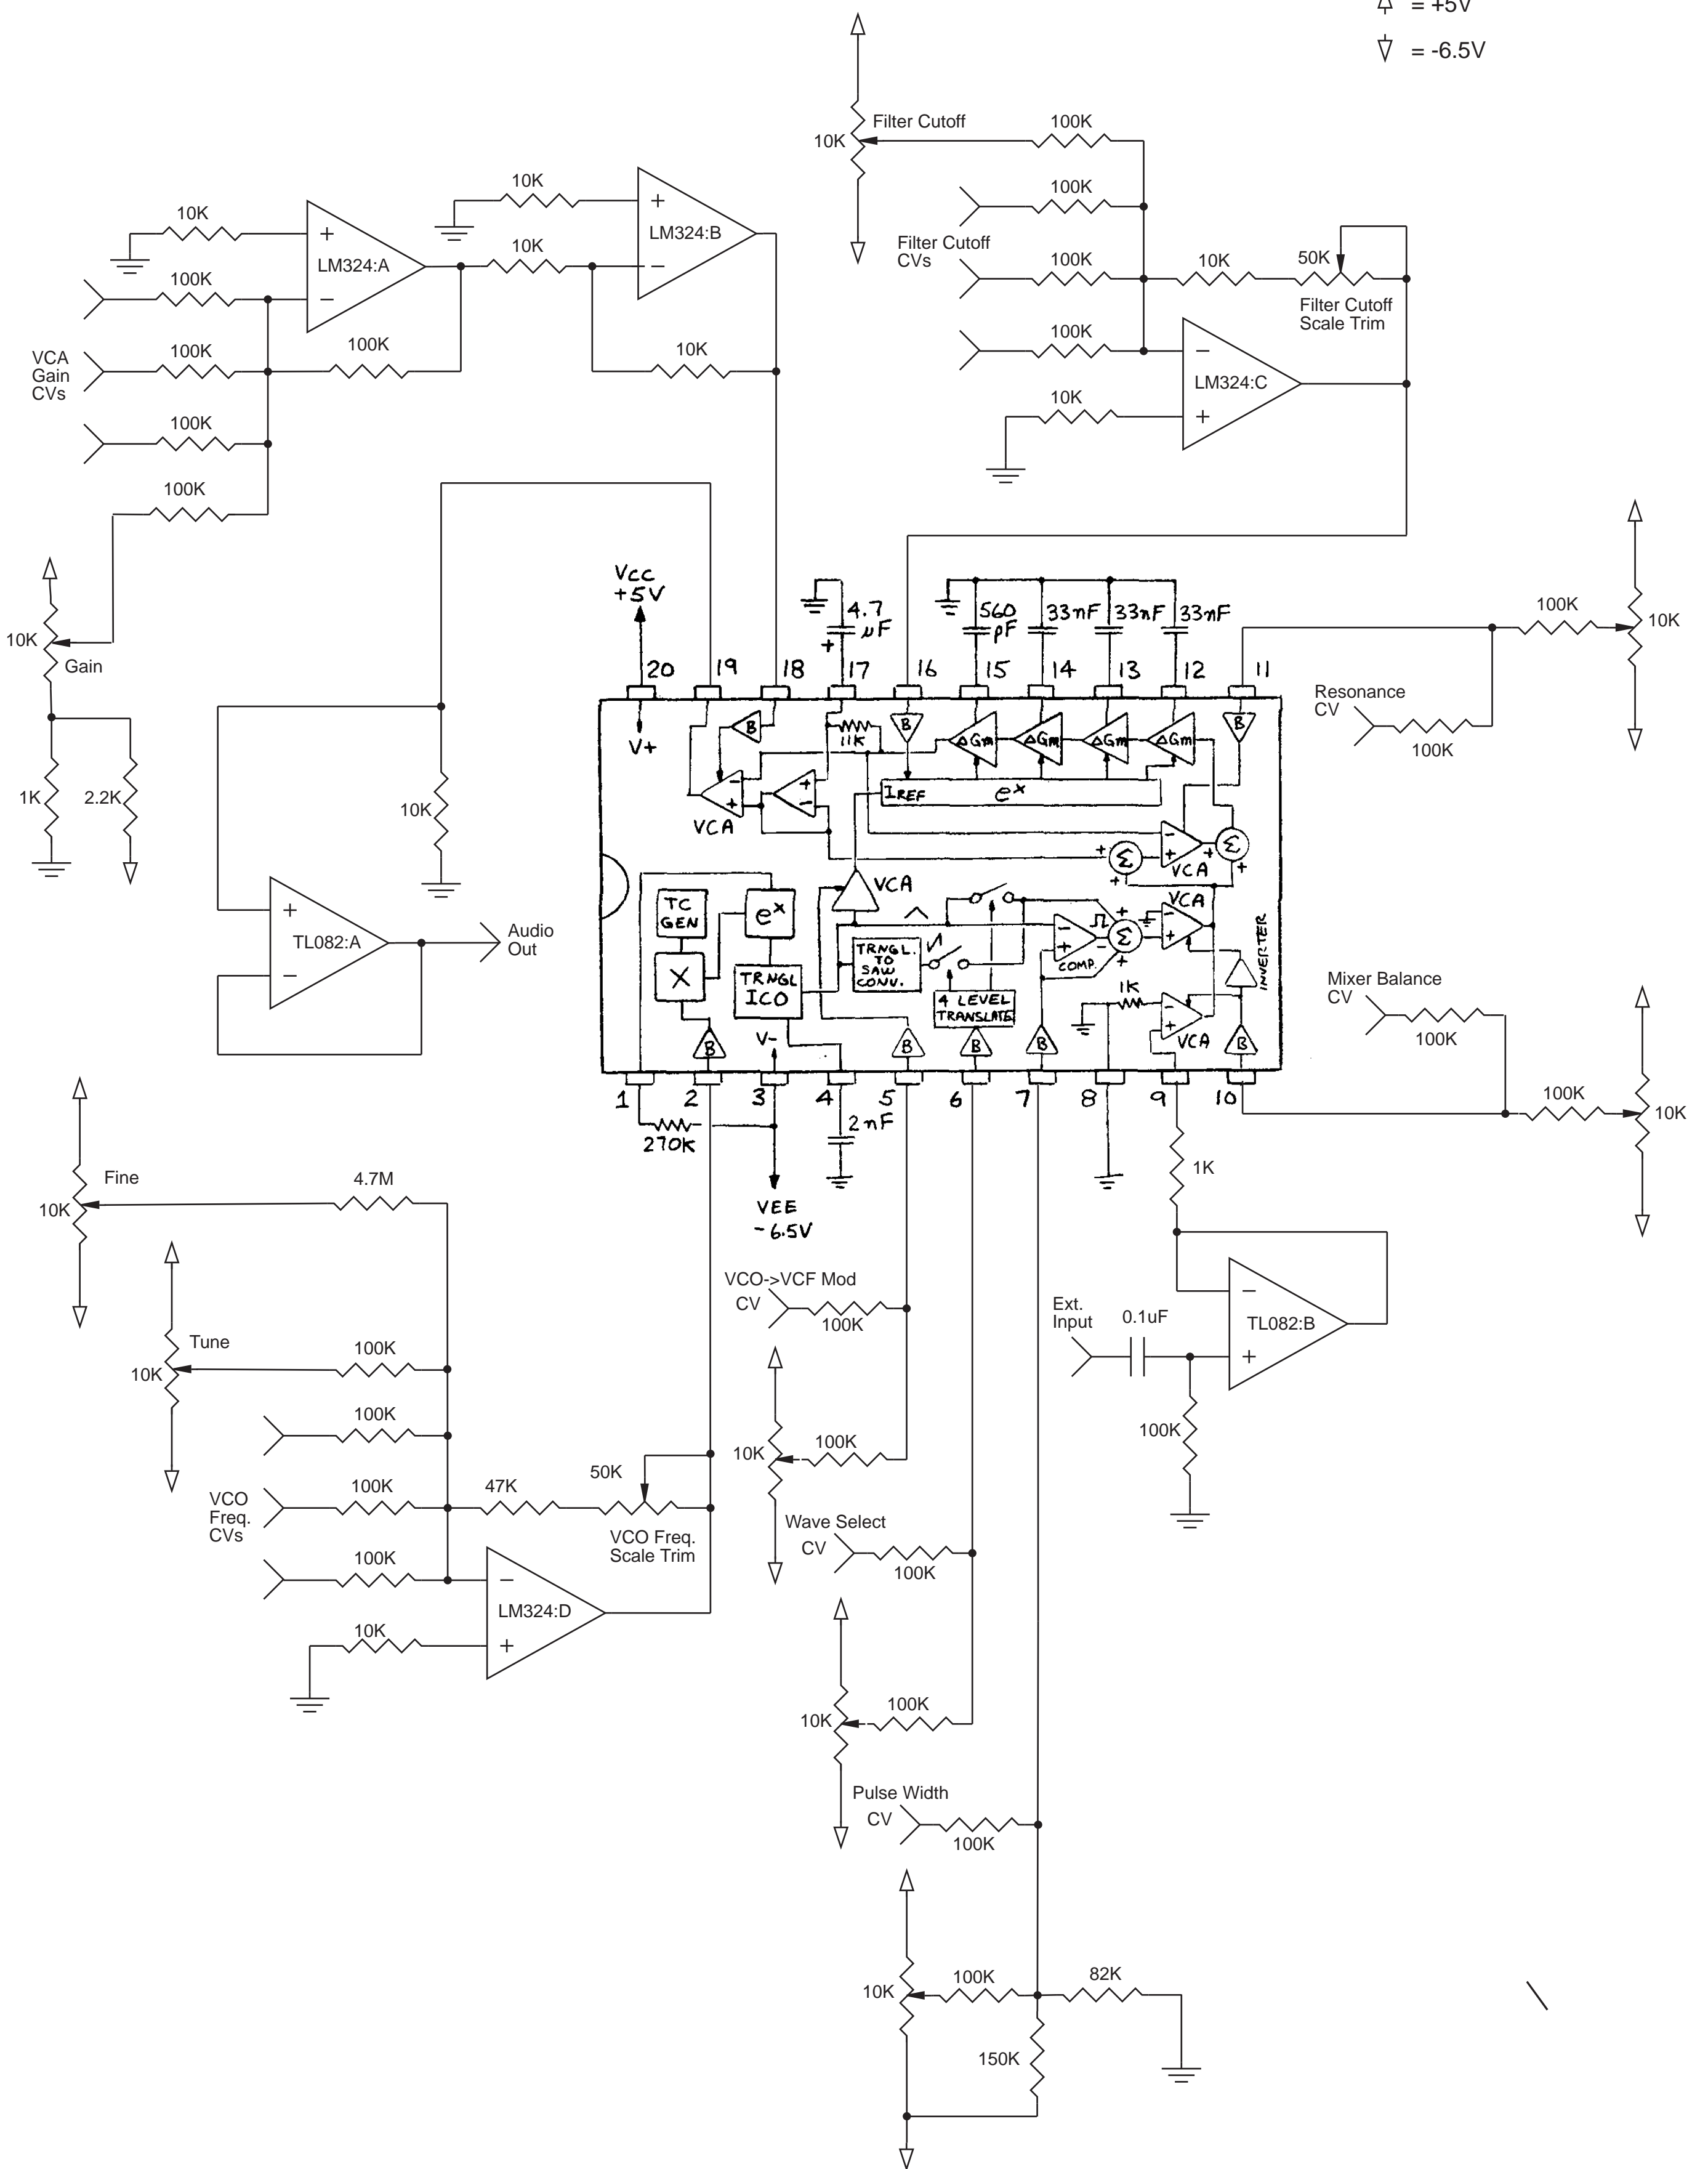 = +5V
= -6.5V
10K
Filter Cutoff
100K
100K
Filter Cutoff
CVs
100K
10K
50K
Filter Cutoff
Scale Trim
100K
−
LM324:C
+
10K
10K
+
LM324:A
−
100K
VCA
Gain
CVs
100K
100K
100K
100K
10K
+
LM324:B
−
10K
10K
10K
Gain
1K
2.2K
10K
+
TL082:A
−
Audio
Out
VCC
+5V
4.7
µF
+
560
pF
33nF
33nF
33nF
20
19
18
17
16
15
14
13
12
11
V+
B
11K
B
ΔGm
ΔGm
ΔGm
ΔGm
B
−
+
VCA
+
−
IREF
e^x
VCA
−
+
VCA
+
Σ
+
+
Σ
+
TC
GEN
e^x
X
TRNGL
ICO
TRNGL.
TO
SAW
CONV.
4 LEVEL
TRANSLATE
−
+
COMP.
+
−
Σ
+
VCA
−
+
INVERTER
1K
−
+
VCA
V-
B
B
B
B
B
1
2
3
4
5
6
7
8
9
10
270K
2nF
VEE
-6.5V
100K
10K
Resonance
CV
100K
Mixer Balance
CV
100K
100K
10K
1K
−
TL082:B
+
Ext.
Input
0.1uF
100K
Fine
10K
4.7M
Tune
10K
100K
100K
VCO
Freq.
CVs
100K
47K
50K
VCO Freq.
Scale Trim
100K
−
LM324:D
+
10K
VCO->VCF Mod
CV
100K
10K
100K
Wave Select
CV
100K
10K
100K
Pulse Width
CV
100K
10K
100K
82K
150K